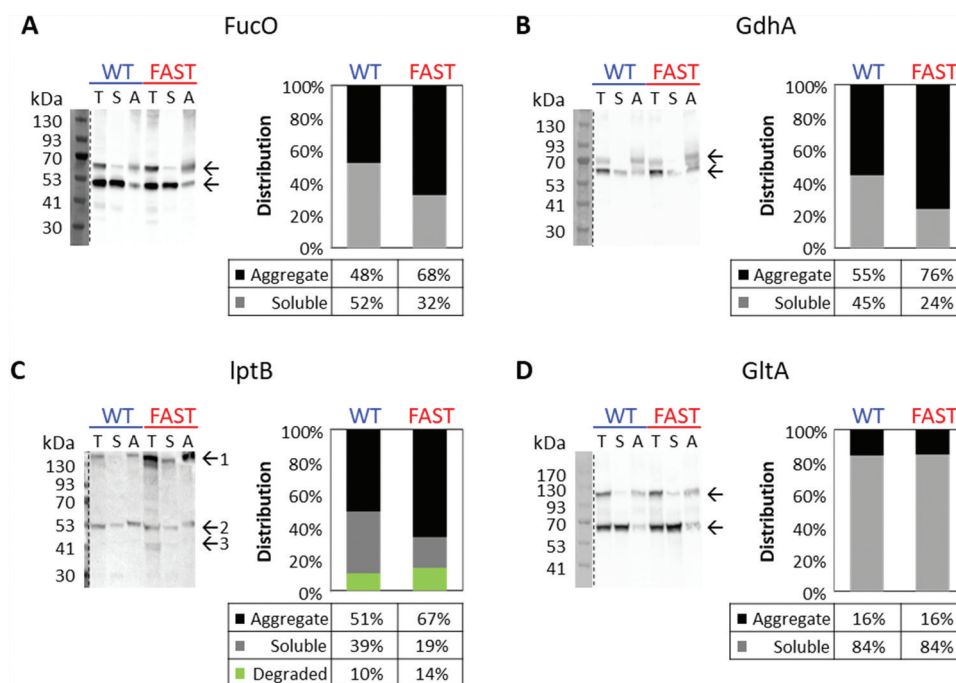 A FucO
WT FAST
kDa T S A T S A
130
93
70
53
41
30
WT FAST
100%
80%
60%
40%
20%
0%
Distribution
Aggregate 48% 68%
Soluble 52% 32%
B GdhA
WT FAST
kDa T S A T S A
130
93
70
53
41
30
WT FAST
100%
80%
60%
40%
20%
0%
Distribution
Aggregate 55% 76%
Soluble 45% 24%
C lptB
WT FAST
kDa T S A T S A
130
93
70
53
41
30
←1
←2
←3
WT FAST
100%
80%
60%
40%
20%
0%
Distribution
Aggregate 51% 67%
Soluble 39% 19%
Degraded 10% 14%
D GltA
WT FAST
kDa T S A T S A
170
130
93
70
53
41
WT FAST
100%
80%
60%
40%
20%
0%
Distribution
Aggregate 16% 16%
Soluble 84% 84%